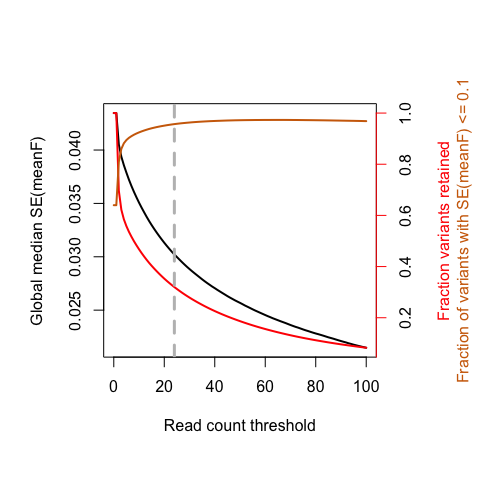 Global median SE(meanF)
0.040
0.035
0.030
0.025
0 20 40 60 80 100
Read count threshold
1.0
0.8
0.6
0.4
0.2
Fraction variants retained
Fraction of variants with SE(meanF) <= 0.1